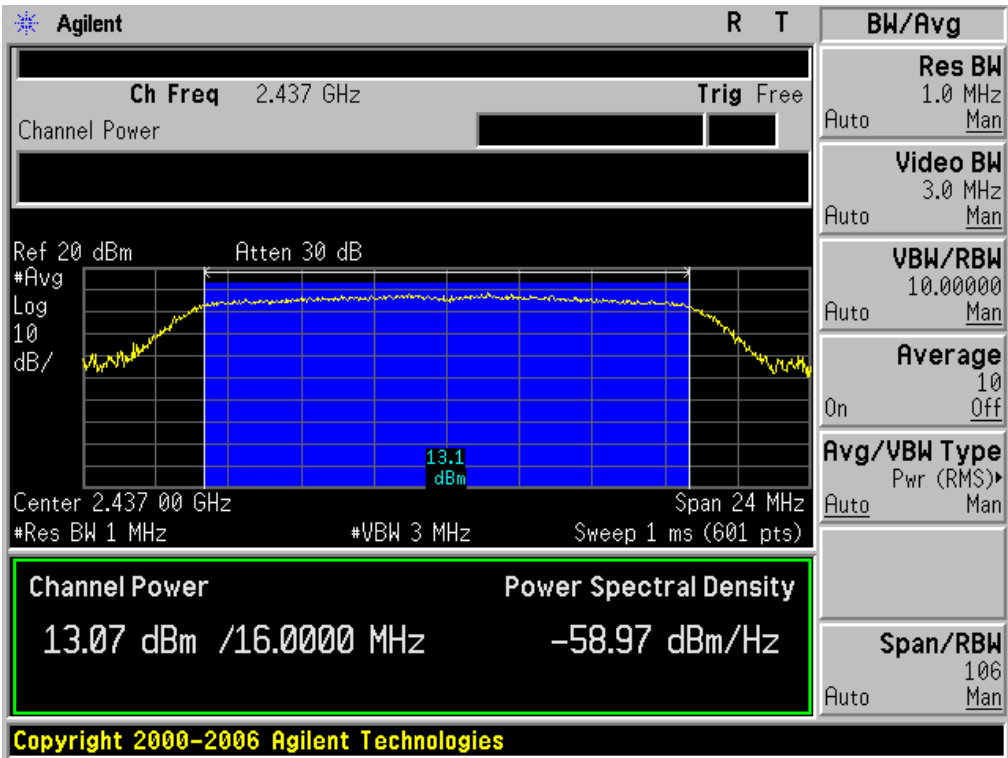 Agilent R T
Ch Freq 2.437 GHz Trig Free
Channel Power
Ref 20 dBm Atten 30 dB
#Avg
Log
10
dB/
13.1
dBm
Center 2.437 00 GHz Span 24 MHz
#Res BW 1 MHz #VBW 3 MHz Sweep 1 ms (601 pts)
Channel Power Power Spectral Density
13.07 dBm /16.0000 MHz -58.97 dBm/Hz
Copyright 2000-2006 Agilent Technologies
BW/Avg
Res BW
1.0 MHz
Auto Man
Video BW
3.0 MHz
Auto Man
VBW/RBW
10.00000
Auto Man
Average
10
On Off
Avg/VBW Type
Pwr (RMS)▸
Auto Man
Span/RBW
106
Auto Man